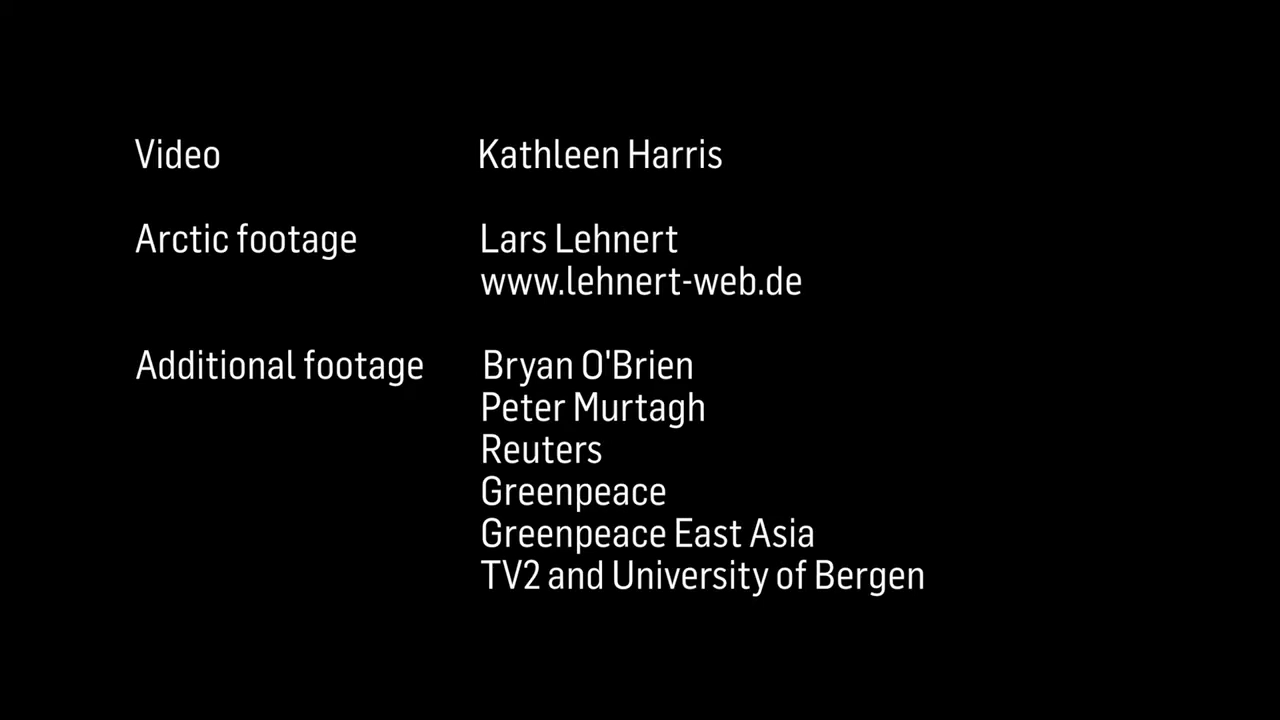 Video Kathleen Harris
Arctic footage Lars Lehnert
www.lehnert-web.de
Additional footage Bryan O'Brien
Peter Murtagh
Reuters
Greenpeace
Greenpeace East Asia
TV2 and University of Bergen